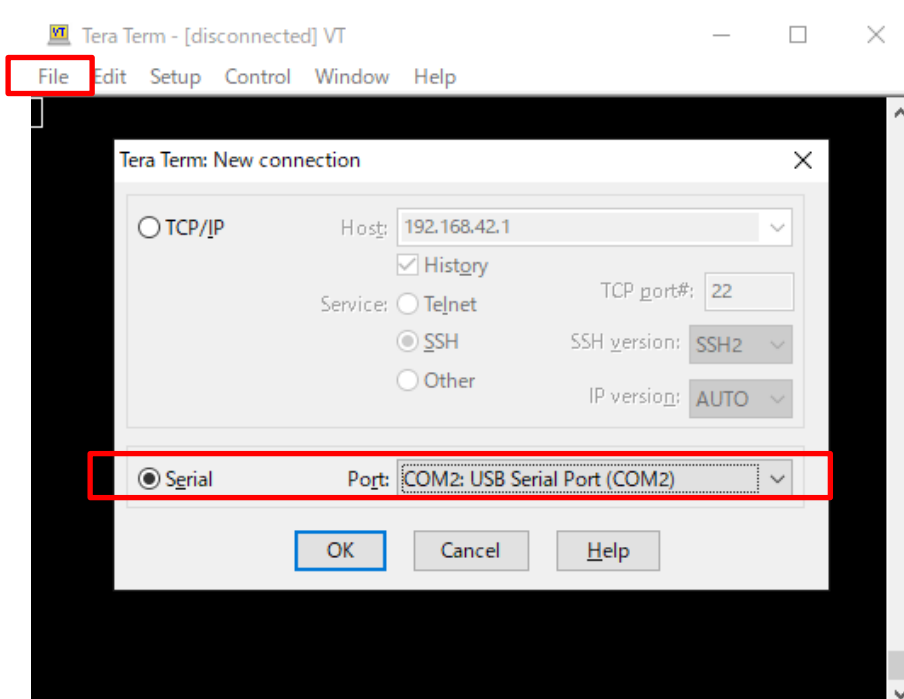 VT Tera Term - [disconnected] VT
File Edit Setup Control Window Help
Tera Term: New connection
TCP/IP Host: 192.168.42.1
History
Service: Telnet TCP port#: 22
SSH SSH version: SSH2
Other IP version: AUTO
Serial Port: COM2: USB Serial Port (COM2)
OK Cancel Help